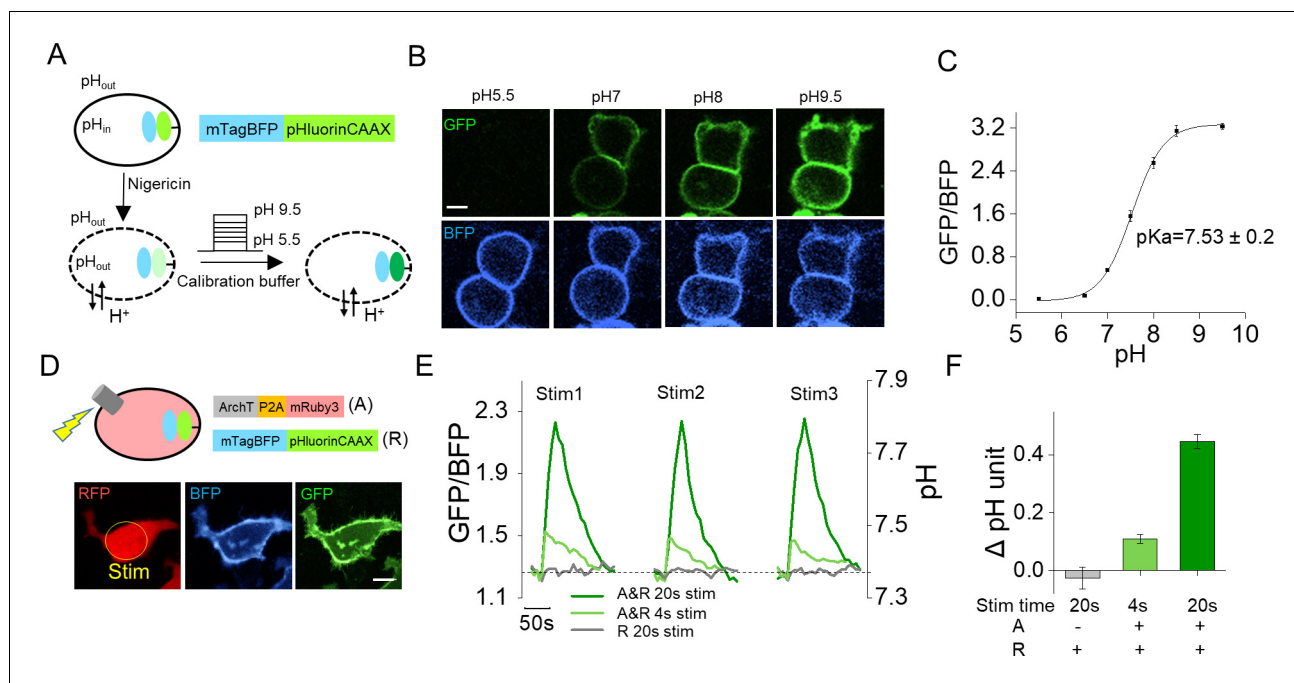 A
pHout
pHin
mTagBFP pHluorinCAAX
Nigericin
pHout
pHout
pH 9.5
pH 5.5
Calibration buffer
H+
H+
B
pH5.5 pH7 pH8 pH9.5
GFP
BFP
C
GFP/BFP
3.2
1.6
0.0
pKa=7.53 ± 0.2
5 6 7 8 9 10
pH
D
ArchT P2A mRuby3 (A)
mTagBFP pHluorinCAAX (R)
RFP BFP GFP
Stim
E
Stim1 Stim2 Stim3
GFP/BFP
2.3
1.9
1.5
1.1
pH
7.9
7.7
7.5
7.3
50s
A&R 20s stim
A&R 4s stim
R 20s stim
F
Δ pH unit
0.4
0.2
0.0
Stim time 20s 4s 20s
A - + +
R + + +